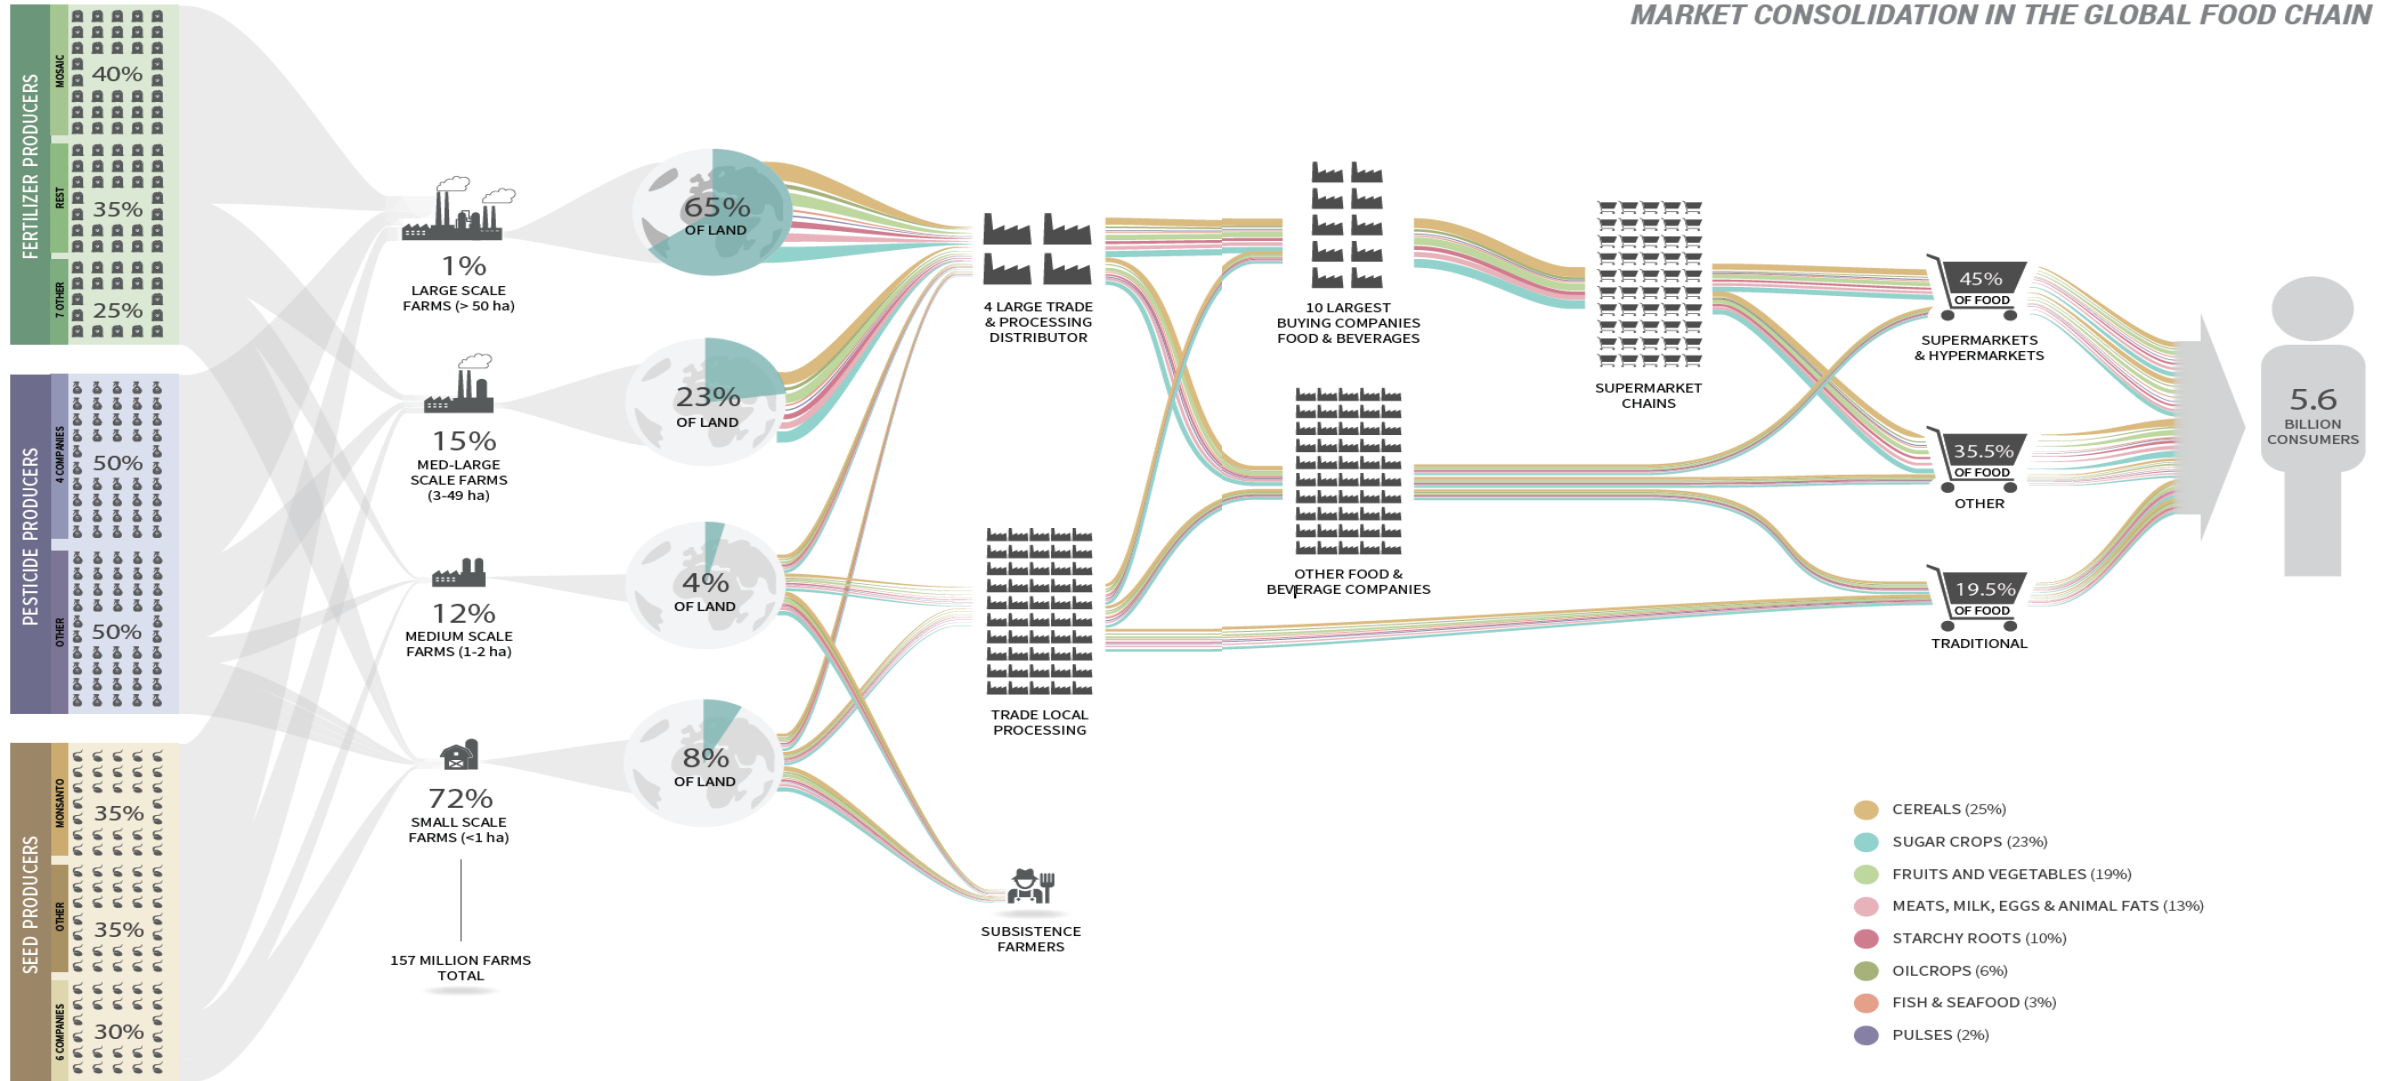 MARKET CONSOLIDATION IN THE GLOBAL FOOD CHAIN
FERTILIZER PRODUCERS
MOSAIC
40%
REST
35%
7 OTHER
25%
PESTICIDE PRODUCERS
4 COMPANIES
50%
OTHER
50%
SEED PRODUCERS
MONSANTO
35%
OTHER
35%
6 COMPANIES
30%
1%
LARGE SCALE
FARMS (> 50 ha)
15%
MED-LARGE
SCALE FARMS
(3-49 ha)
12%
MEDIUM SCALE
FARMS (1-2 ha)
72%
SMALL SCALE
FARMS (<1 ha)
157 MILLION FARMS
TOTAL
65%
OF LAND
23%
OF LAND
4%
OF LAND
8%
OF LAND
4 LARGE TRADE
& PROCESSING
DISTRIBUTOR
TRADE LOCAL
PROCESSING
SUBSISTENCE
FARMERS
10 LARGEST
BUYING COMPANIES
FOOD & BEVERAGES
OTHER FOOD &
BEVERAGE COMPANIES
SUPERMARKET
CHAINS
45%
OF FOOD
SUPERMARKETS
& HYPERMARKETS
35.5%
OF FOOD
OTHER
19.5%
OF FOOD
TRADITIONAL
5.6
BILLION
CONSUMERS
CEREALS (25%)
SUGAR CROPS (23%)
FRUITS AND VEGETABLES (19%)
MEATS, MILK, EGGS & ANIMAL FATS (13%)
STARCHY ROOTS (10%)
OILCROPS (6%)
FISH & SEAFOOD (3%)
PULSES (2%)